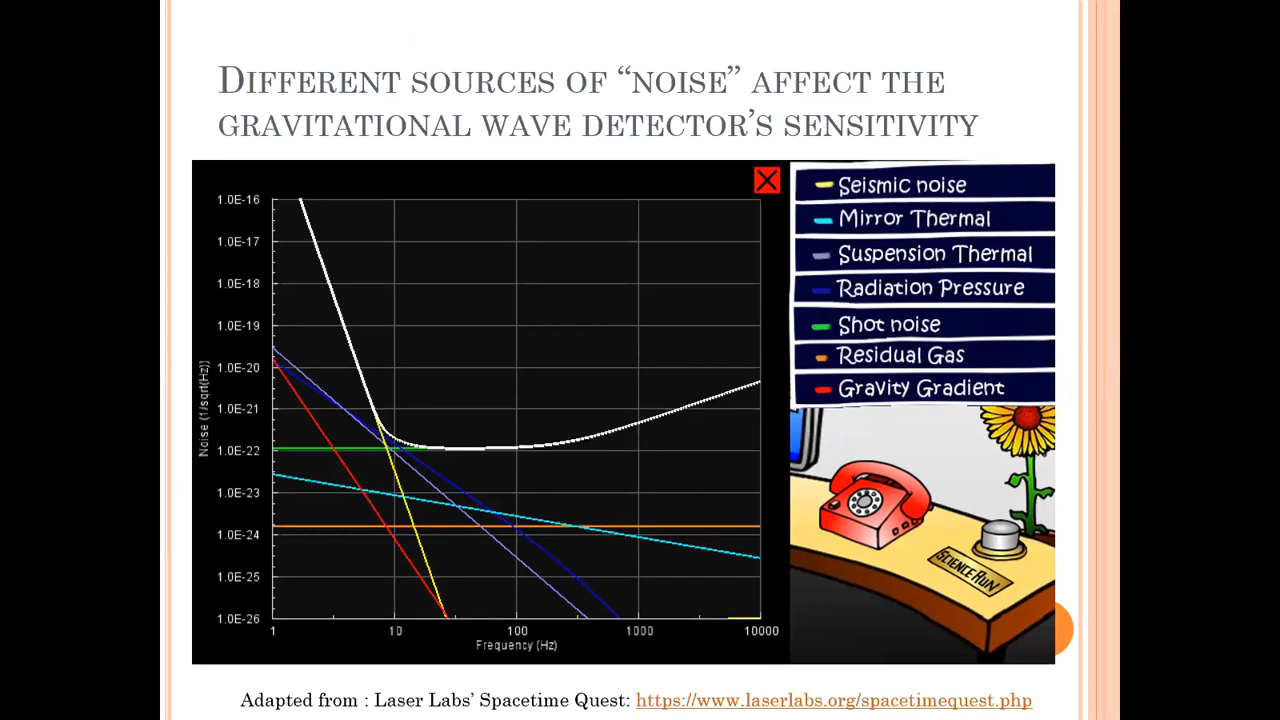 DIFFERENT SOURCES OF “NOISE” AFFECT THE
GRAVITATIONAL WAVE DETECTOR’S SENSITIVITY
1.0E-16
1.0E-17
1.0E-18
1.0E-19
1.0E-20
1.0E-21
1.0E-22
1.0E-23
1.0E-24
1.0E-25
1.0E-26
Noise (1/sqrt(Hz))
1 10 100 1000 10000
Frequency (Hz)
Seismic noise
Mirror Thermal
Suspension Thermal
Radiation Pressure
Shot noise
Residual Gas
Gravity Gradient
SCIENCE RUN
Adapted from : Laser Labs’ Spacetime Quest: https://www.laserlabs.org/spacetimequest.php